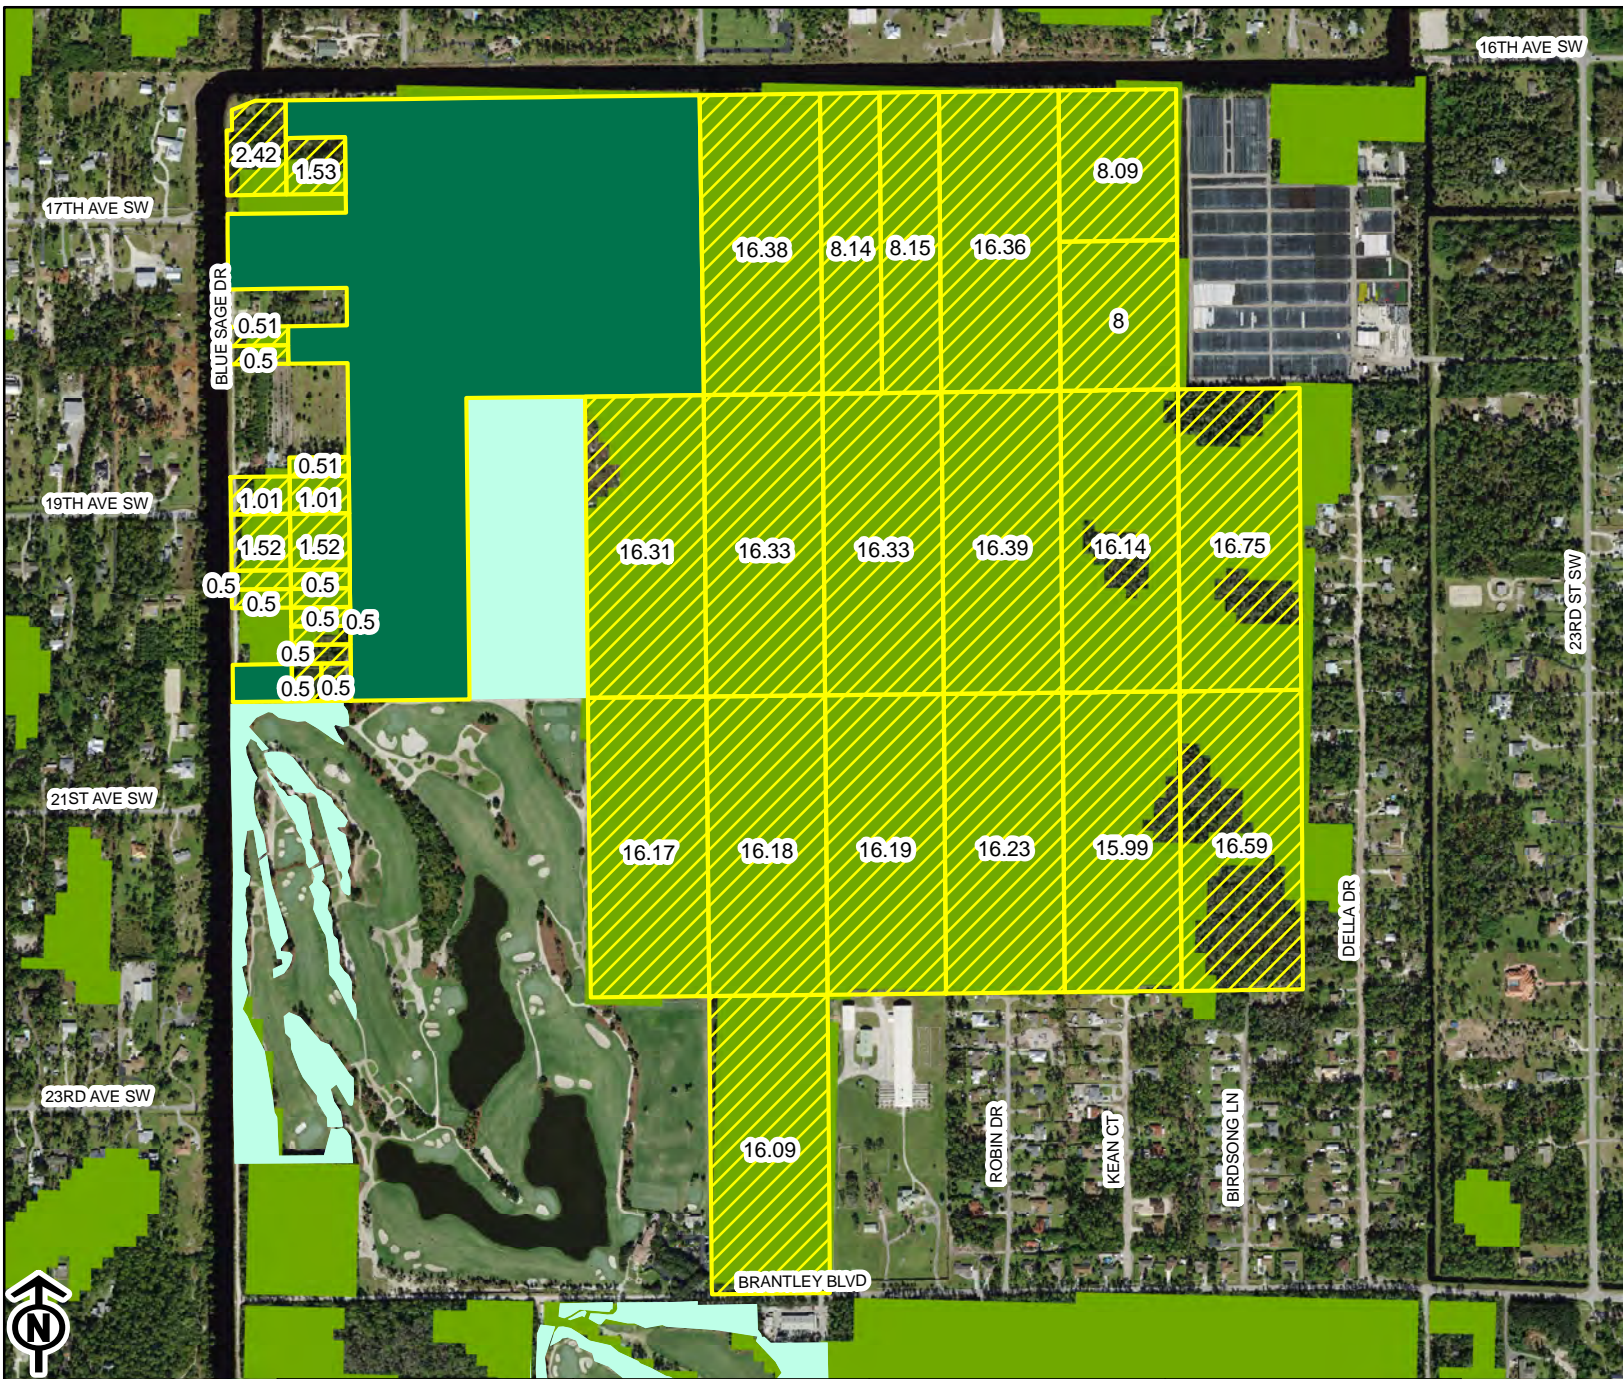 16TH AVE SW
2.42
1.53
8.09
17TH AVE SW
16.38
8.14
8.15
16.36
8
BLUE SAGE DR
0.51
0.5
0.51
19TH AVE SW
1.01
1.01
1.52
1.52
16.31
16.33
16.33
16.39
16.14
16.75
0.5
0.5
0.5
0.5
0.5
0.5
0.5
0.5
23RD ST SW
21ST AVE SW
16.17
16.18
16.19
16.23
15.99
16.59
DELLA DR
23RD AVE SW
16.09
ROBIN DR
KEAN CT
BIRDSONG LN
BRANTLEY BLVD
N